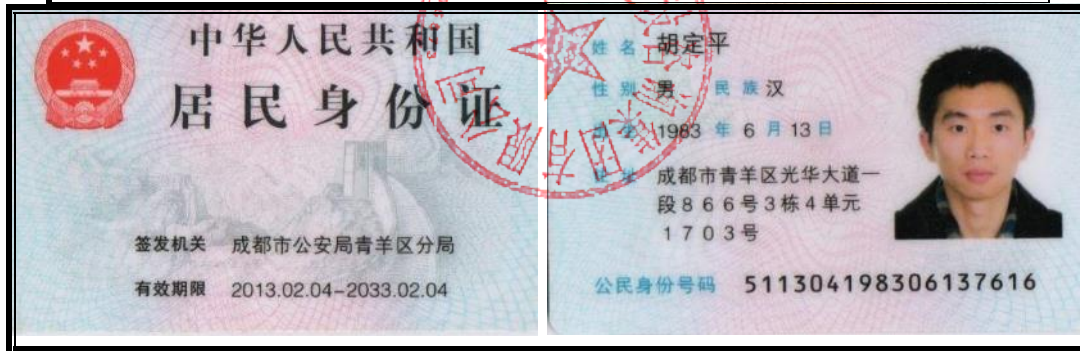 中华人民共和国
居民身份证
签发机关 成都市公安局青羊区分局
有效期限 2013.02.04-2033.02.04
姓名 胡定平
性别 男 民族 汉
出生 1983 年 6 月 13 日
住址 成都市青羊区光华大道一
段866号3栋4单元
1703号
公民身份号码 511304198306137616